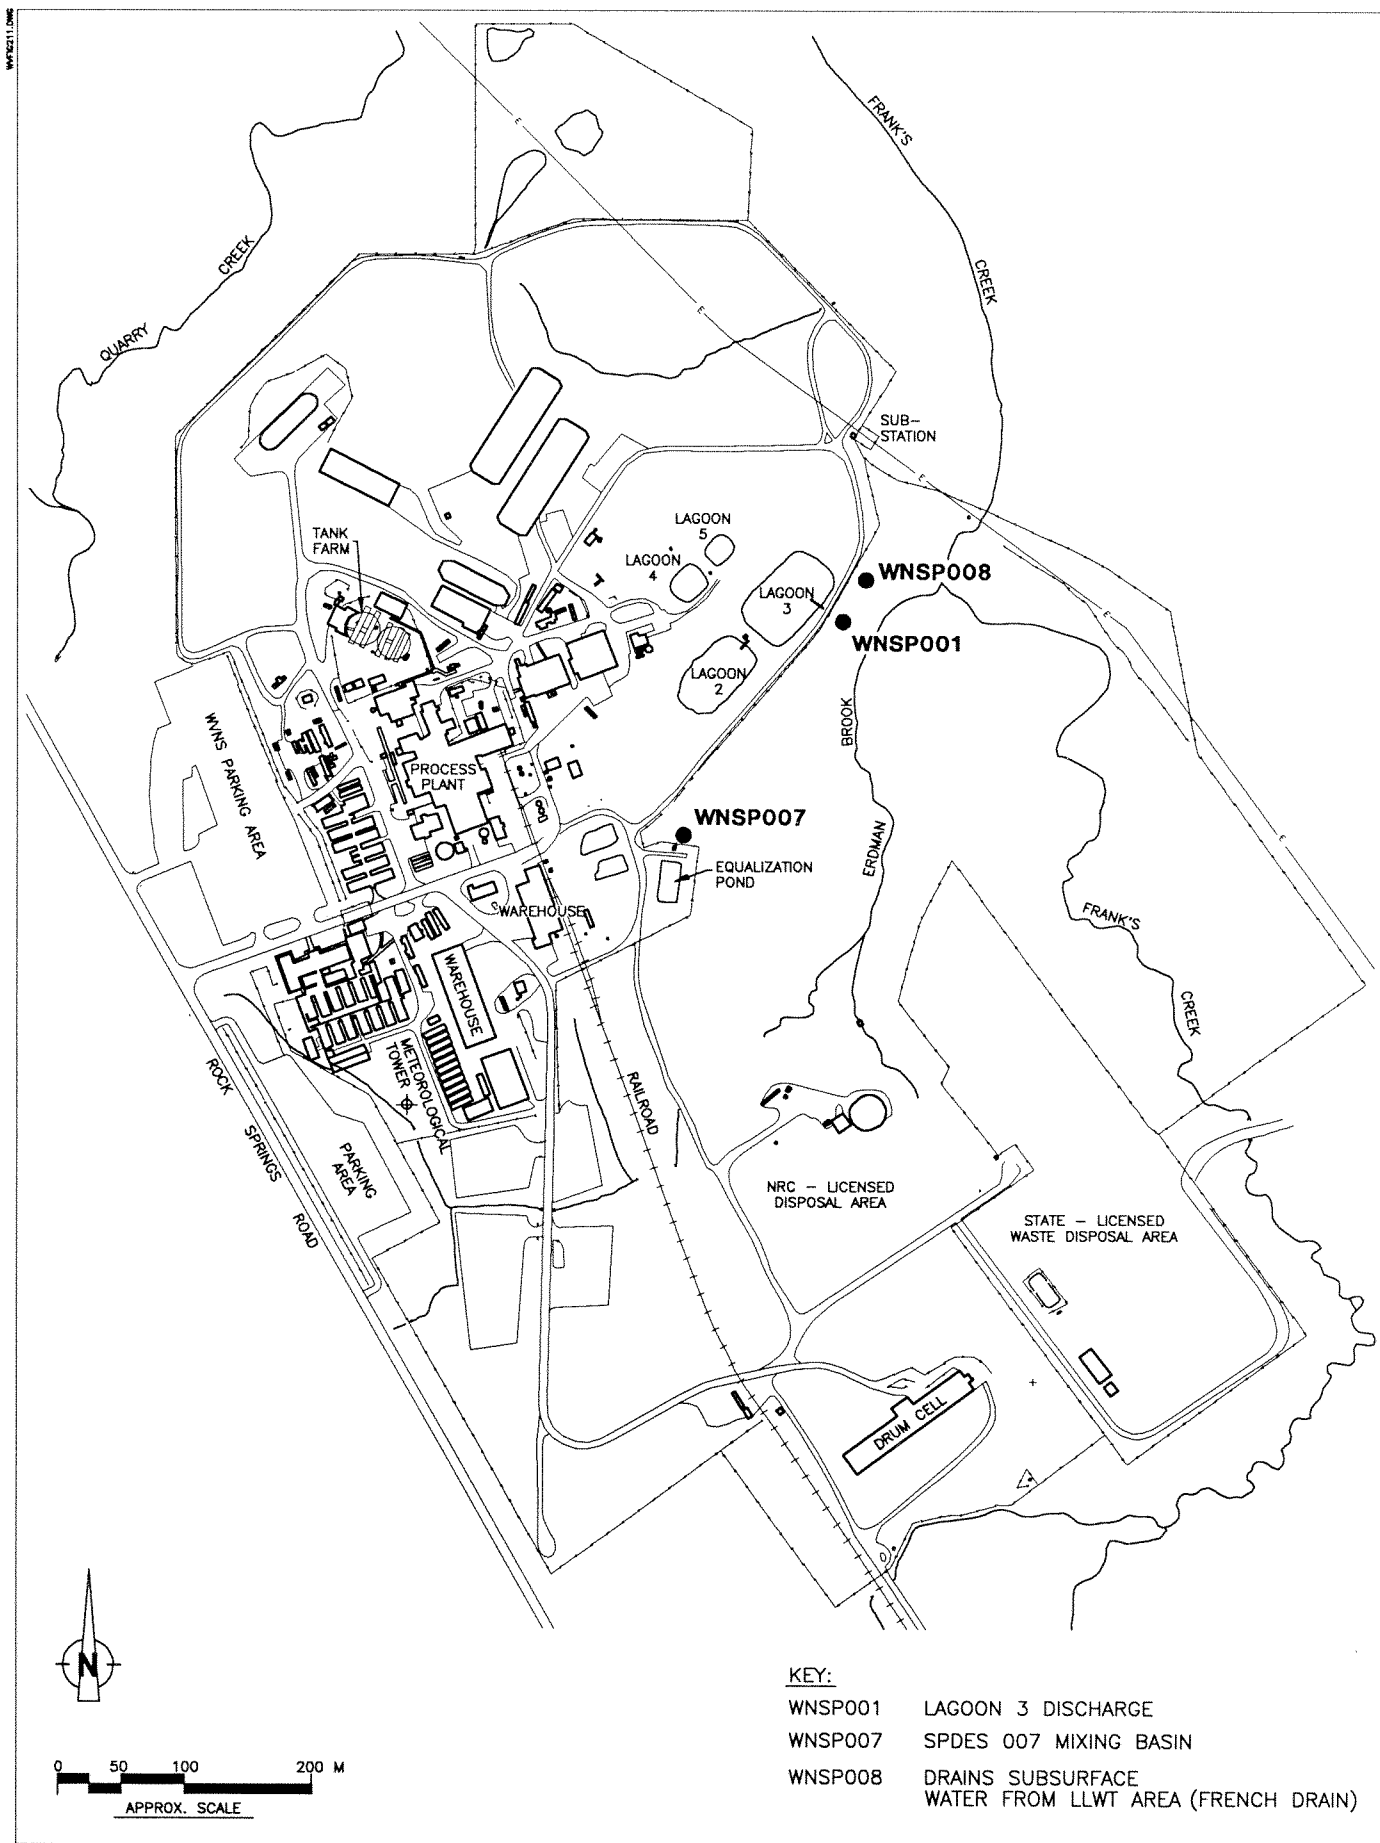 WVFIG211.DWG
FRANK'S
CREEK
QUARRY
CREEK
E
E
SUB-
STATION
E
LAGOON
5
TANK
FARM
LAGOON
4
WNSP008
LAGOON
3
E
WNSP001
LAGOON
2
BROOK
WVNS PARKING AREA
PROCESS
PLANT
WNSP007
E
ERDMAN
EQUALIZATION
POND
WAREHOUSE
FRANK'S
CREEK
WAREHOUSE
METEOROLOGICAL
TOWER
RAILROAD
ROCK
SPRINGS
ROAD
PARKING
AREA
NRC - LICENSED
DISPOSAL AREA
STATE - LICENSED
WASTE DISPOSAL AREA
DRUM CELL
N
KEY:
WNSP001 LAGOON 3 DISCHARGE
WNSP007 SPDES 007 MIXING BASIN
WNSP008 DRAINS SUBSURFACE
WATER FROM LLWT AREA (FRENCH DRAIN)
0 50 100 200 M
APPROX. SCALE